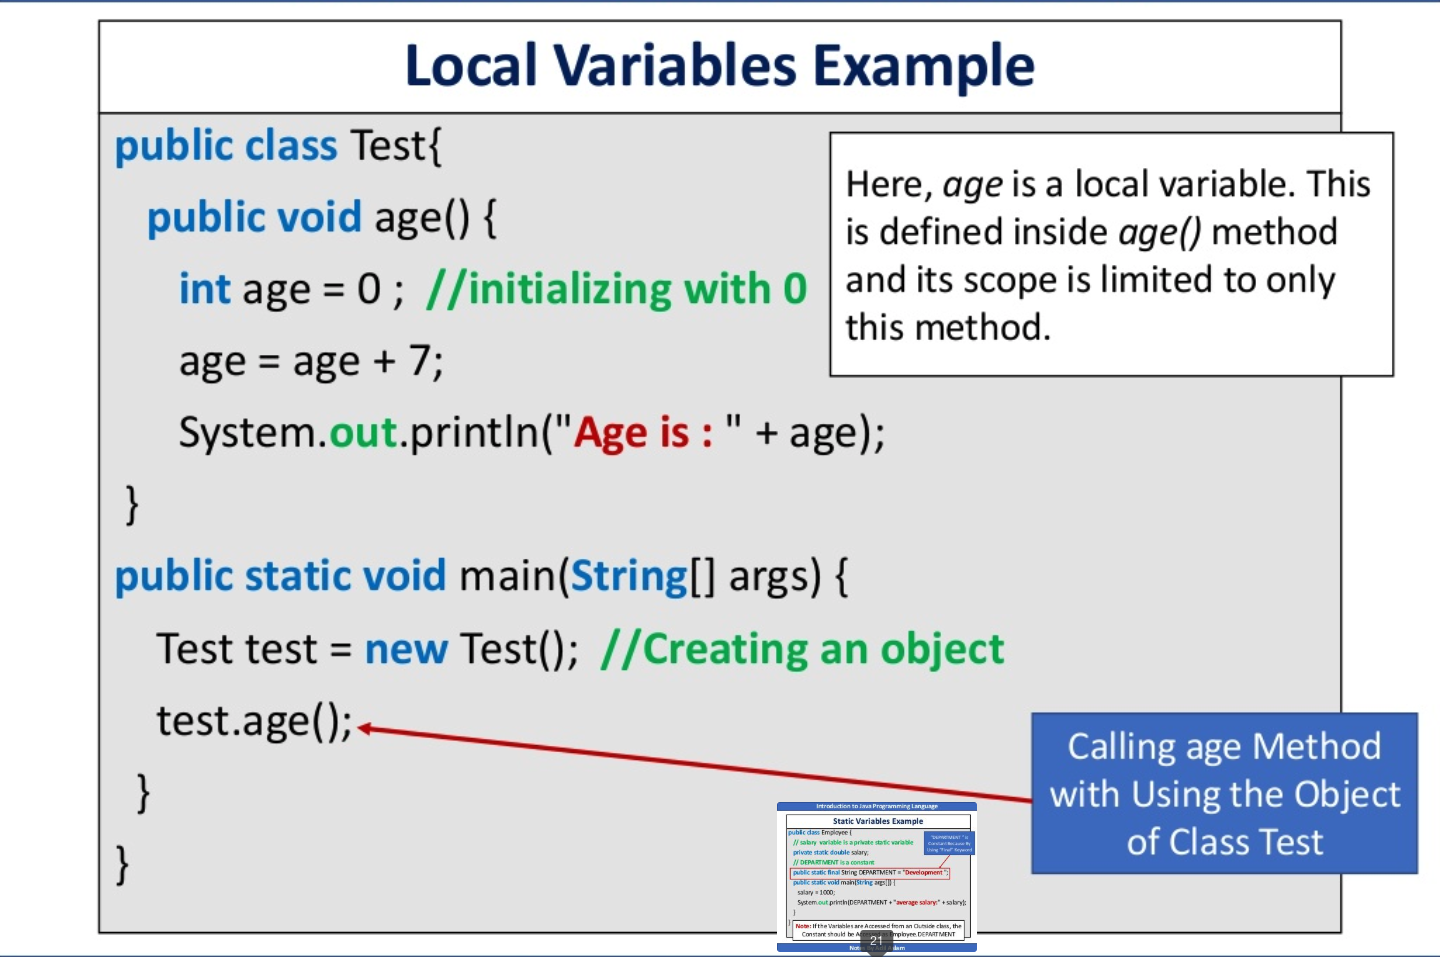 Local Variables Example
public class Test{
public void age() {
int age = 0 ; //initializing with 0
age = age + 7;
System.out.println("Age is : " + age);
}
public static void main(String[] args) {
Test test = new Test(); //Creating an object
test.age();
}
}
Here, age is a local variable. This
is defined inside age() method
and its scope is limited to only
this method.
Calling age Method
with Using the Object
of Class Test
Introduction to Java Programming Language
Static Variables Example
public class Employee {
// salary variable is a private static variable
private static double salary;
// DEPARTMENT is a constant
public static final String DEPARTMENT = "Development ";
public static void main(String args[]) {
salary = 1000;
System.out.println(DEPARTMENT + "average salary:" + salary);
}
}
"DEPARTMENT" is
Constant Because By
Using "Final" Keyword
Note: If the Variables are Accessed from an Outside class, the
Constant should be Employee.DEPARTMENT
21